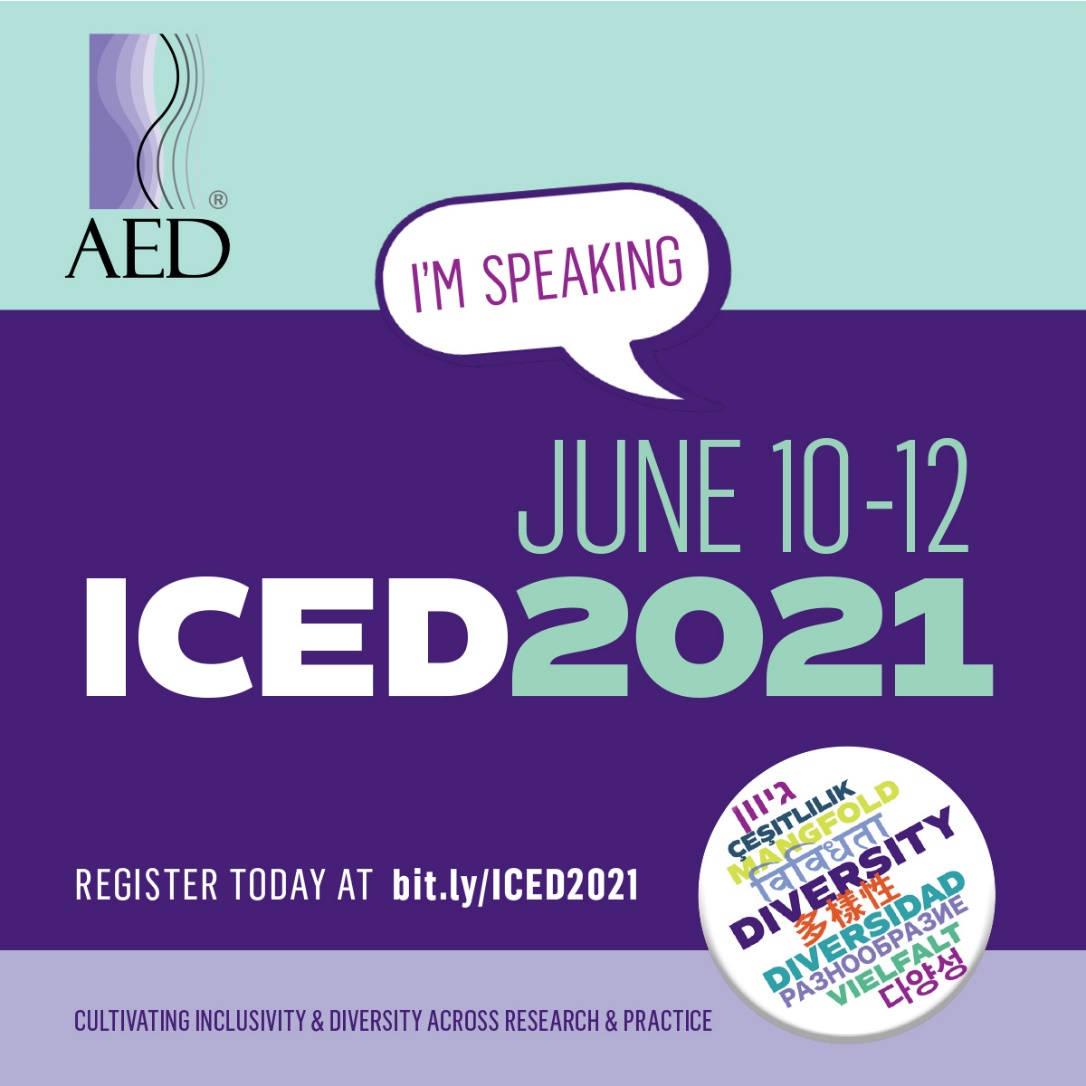 ®
AED
I'M SPEAKING
JUNE 10-12
ICED2021
REGISTER TODAY AT bit.ly/ICED2021
גיוון
ÇEŞITLILIK
MANGFOLD
विविधता
DIVERSITY
多樣性
DIVERSIDAD
РАЗНООБРАЗИЕ
VIELFALT
다양성
CULTIVATING INCLUSIVITY & DIVERSITY ACROSS RESEARCH & PRACTICE